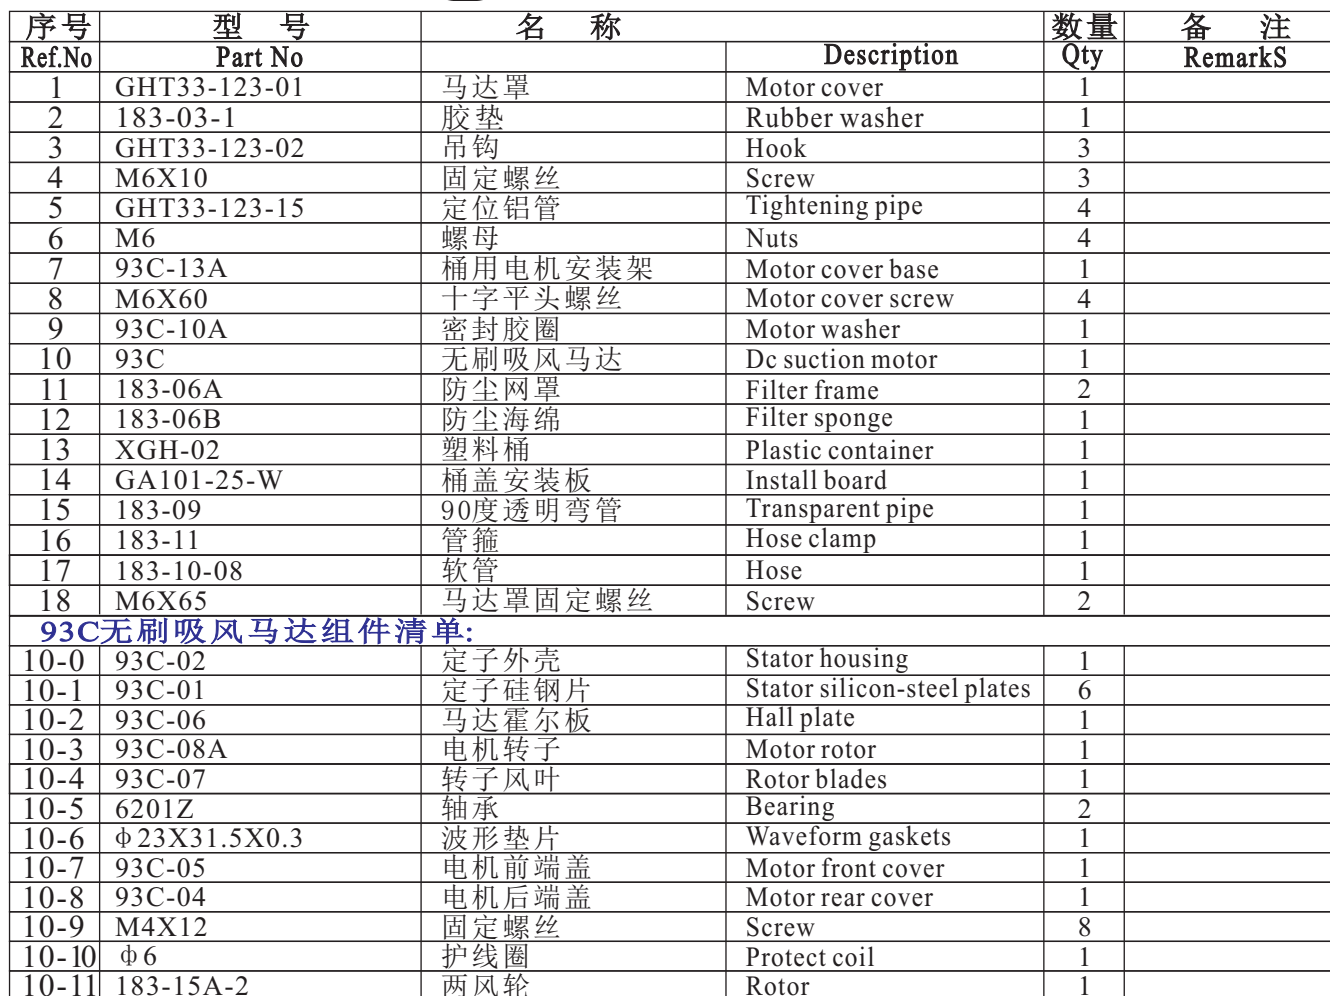 序号 型 号 名 称 数量 备 注
Ref.No Part No Description Qty RemarkS
1 GHT33-123-01 马达罩 Motor cover 1
2 183-03-1 胶垫 Rubber washer 1
3 GHT33-123-02 吊钩 Hook 3
4 M6X10 固定螺丝 Screw 3
5 GHT33-123-15 定位铝管 Tightening pipe 4
6 M6 螺母 Nuts 4
7 93C-13A 桶用电机安装架 Motor cover base 1
8 M6X60 十字平头螺丝 Motor cover screw 4
9 93C-10A 密封胶圈 Motor washer 1
10 93C 无刷吸风马达 Dc suction motor 1
11 183-06A 防尘网罩 Filter frame 2
12 183-06B 防尘海绵 Filter sponge 1
13 XGH-02 塑料桶 Plastic container 1
14 GA101-25-W 桶盖安装板 Install board 1
15 183-09 90度透明弯管 Transparent pipe 1
16 183-11 管箍 Hose clamp 1
17 183-10-08 软管 Hose 1
18 M6X65 马达罩固定螺丝 Screw 2
93C无刷吸风马达组件清单:
10-0 93C-02 定子外壳 Stator housing 1
10-1 93C-01 定子硅钢片 Stator silicon-steel plates 6
10-2 93C-06 马达霍尔板 Hall plate 1
10-3 93C-08A 电机转子 Motor rotor 1
10-4 93C-07 转子风叶 Rotor blades 1
10-5 6201Z 轴承 Bearing 2
10-6 φ23X31.5X0.3 波形垫片 Waveform gaskets 1
10-7 93C-05 电机前端盖 Motor front cover 1
10-8 93C-04 电机后端盖 Motor rear cover 1
10-9 M4X12 固定螺丝 Screw 8
10-10 φ6 护线圈 Protect coil 1
10-11 183-15A-2 两风轮 Rotor 1